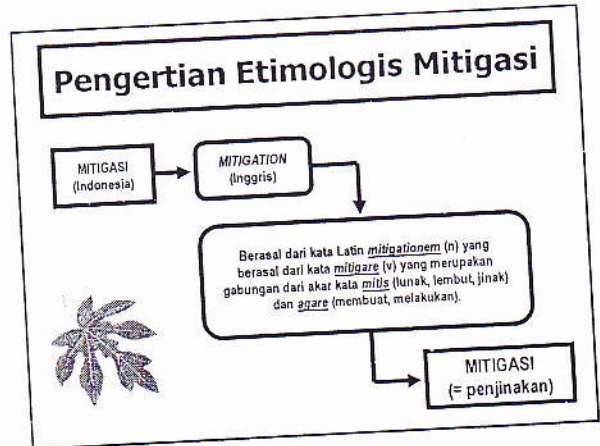 Pengertian Etimologis Mitigasi
MITIGASI
(Indonesia)
MITIGATION
(Inggris)
Berasal dari kata Latin mitigationem (n) yang
berasal dari kata mitigare (v) yang merupakan
gabungan dari akar kata mitis (lunak, lembut, jinak)
dan agare (membuat, melakukan).
MITIGASI
(= penjinakan)